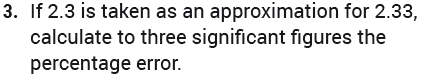 3. If 2.3 is taken as an approximation for 2.33,
calculate to three significant figures the
percentage error.